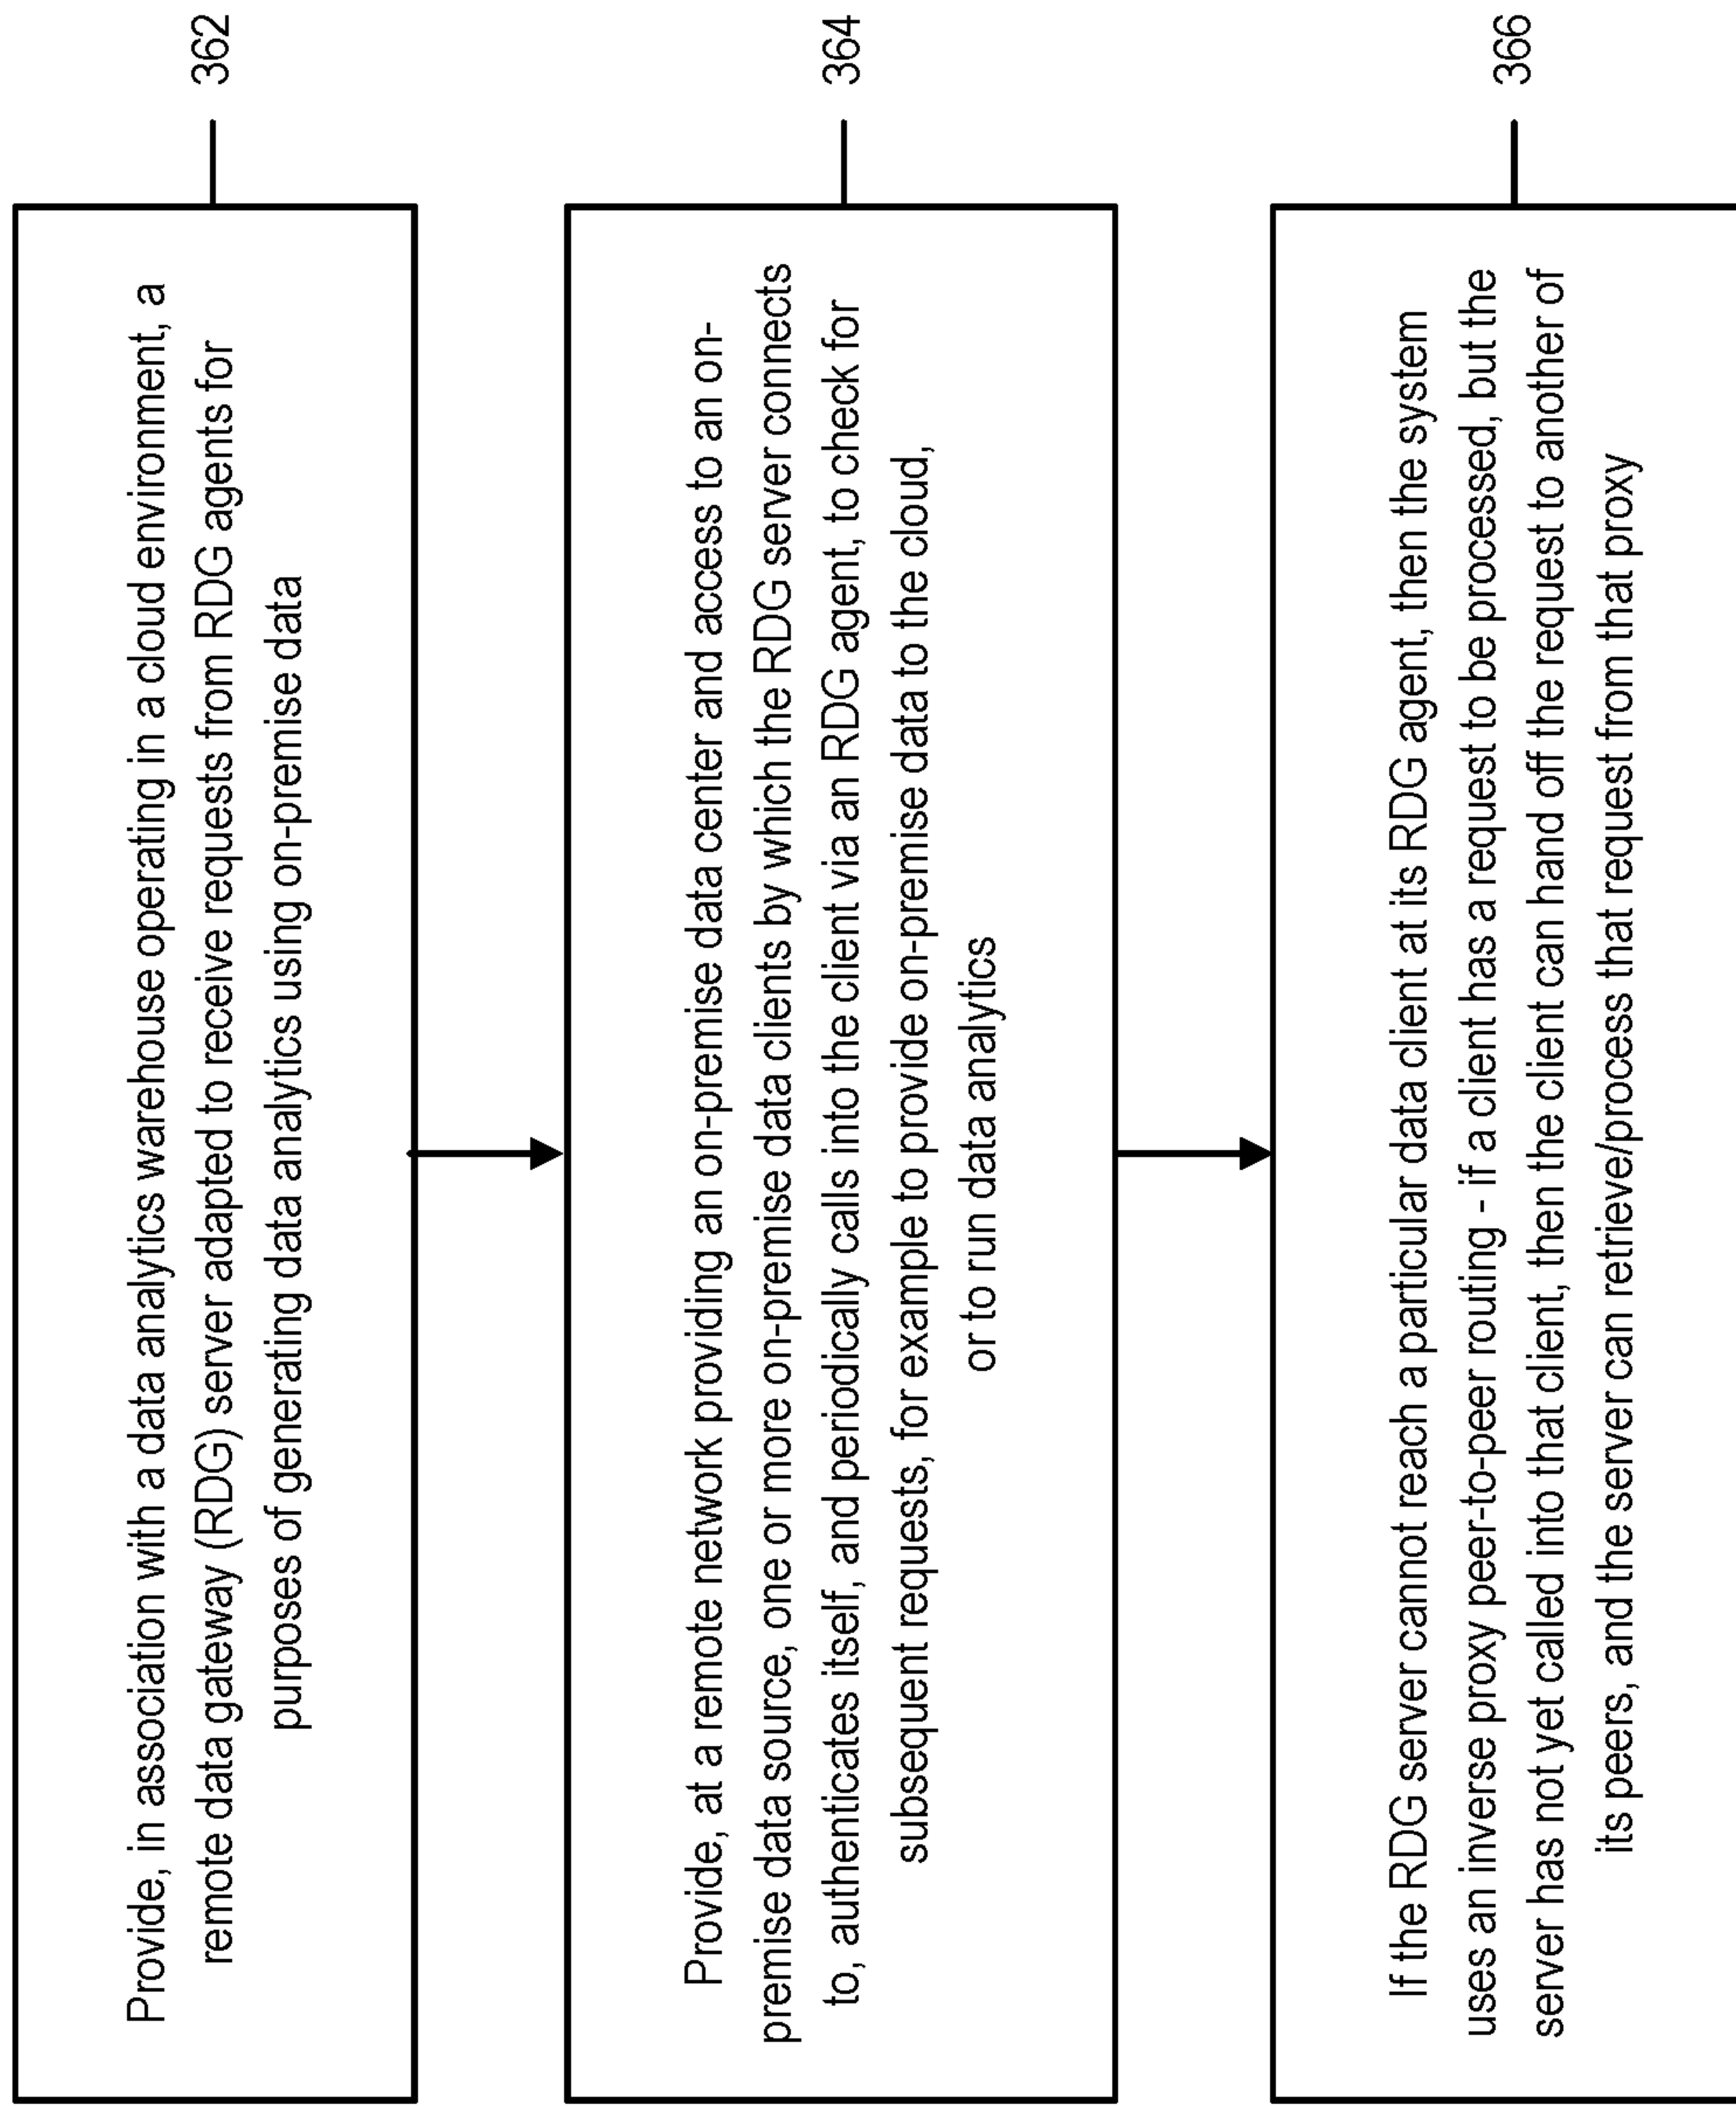 Provide, in association with a data analytics warehouse operating in a cloud environment, a
remote data gateway (RDG) server adapted to receive requests from RDG agents for
purposes of generating data analytics using on-premise data
362
Provide, at a remote network providing an on-premise data center and access to an on-
premise data source, one or more on-premise data clients by which the RDG server connects
to, authenticates itself, and periodically calls into the client via an RDG agent, to check for
subsequent requests, for example to provide on-premise data to the cloud,
or to run data analytics
364
If the RDG server cannot reach a particular data client at its RDG agent, then the system
uses an inverse proxy peer-to-peer routing - if a client has a request to be processed, but the
server has not yet called into that client, then the client can hand off the request to another of
its peers, and the server can retrieve/process that request from that proxy
366